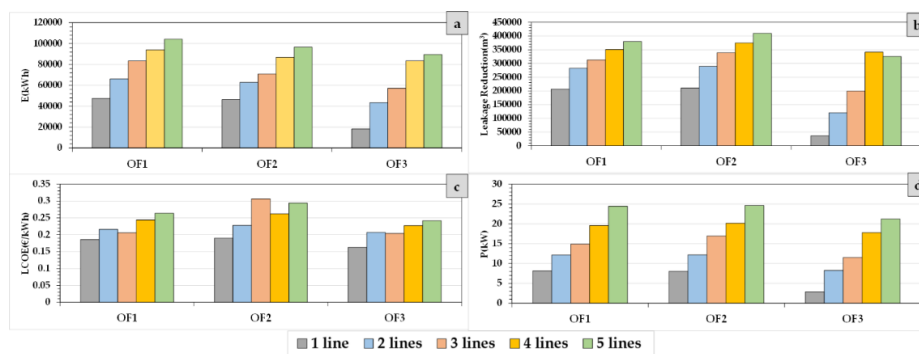 a
E(kWh)
120000
100000
80000
60000
40000
20000
0
OF1 OF2 OF3
b
Leakage Reduction(m³)
450000
400000
350000
300000
250000
200000
150000
100000
50000
0
OF1 OF2 OF3
c
LCOE(€/kWh)
0.35
0.3
0.25
0.2
0.15
0.1
0.05
0
OF1 OF2 OF3
d
P(kW)
30
25
20
15
10
5
0
OF1 OF2 OF3
1 line 2 lines 3 lines 4 lines 5 lines